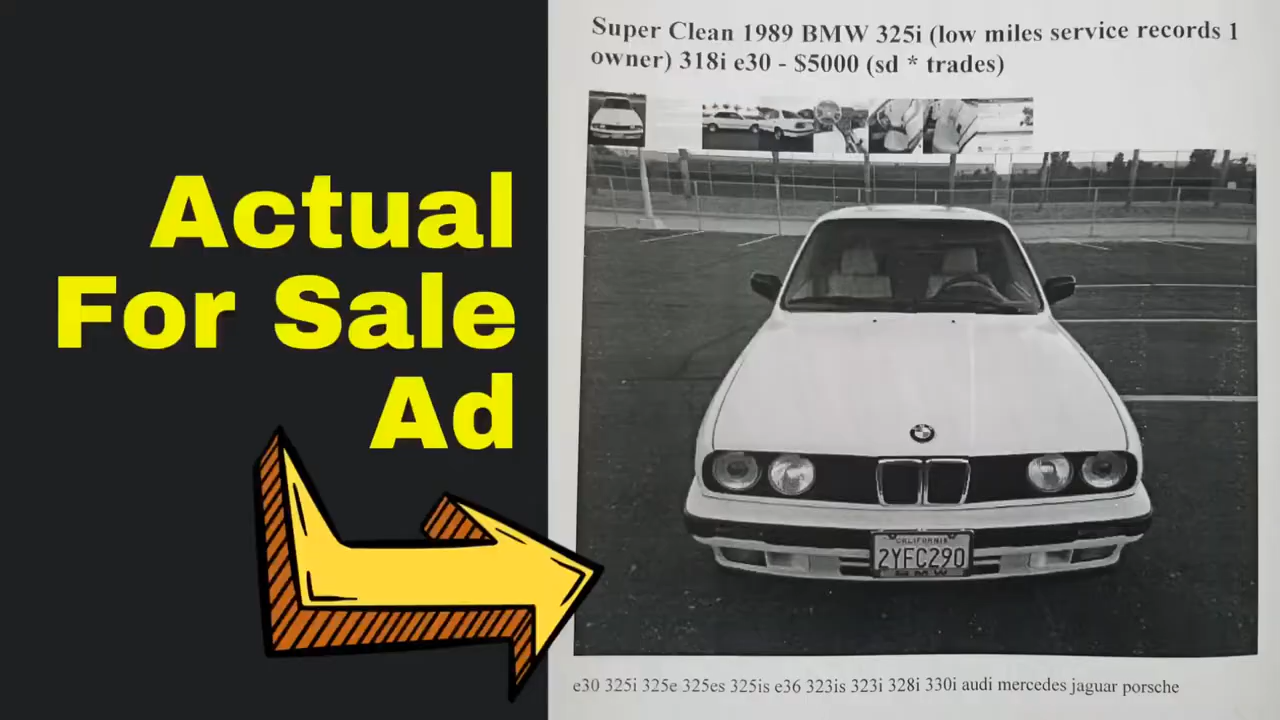 Actual
For Sale
Ad
Super Clean 1989 BMW 325i (low miles service records 1
owner) 318i e30 - $5000 (sd * trades)
CALIFORNIA
2YFC290
BMW
e30 325i 325e 325es 325is e36 323is 323i 328i 330i audi mercedes jaguar porsche